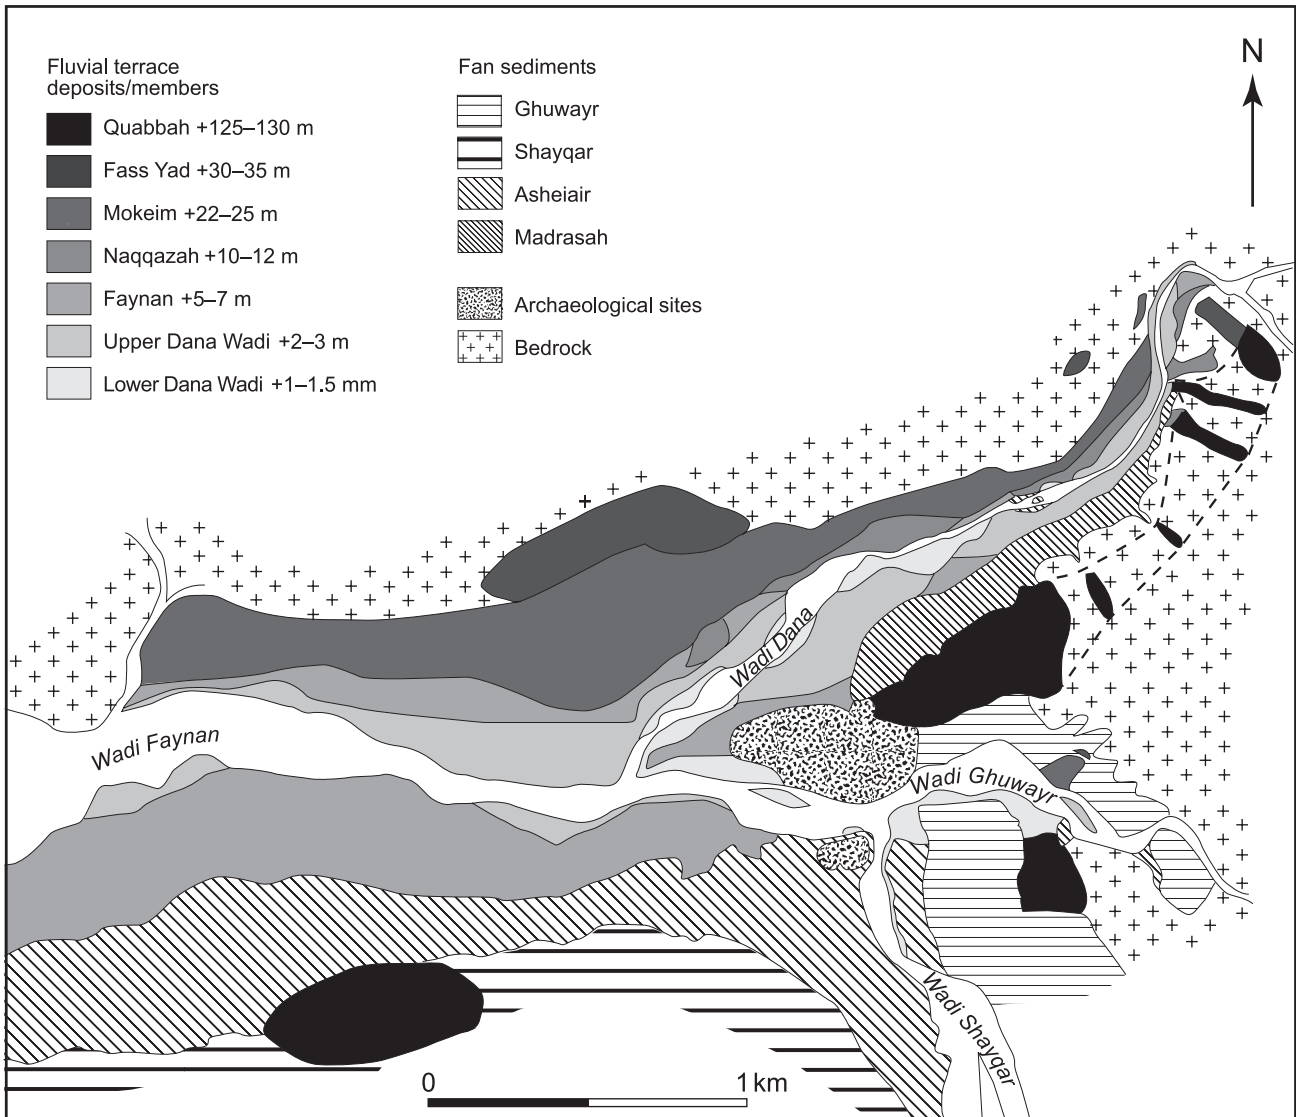 Fluvial terrace
deposits/members
Quabbah +125–130 m
Fass Yad +30–35 m
Mokeim +22–25 m
Naqqazah +10–12 m
Faynan +5–7 m
Upper Dana Wadi +2–3 m
Lower Dana Wadi +1–1.5 mm
Fan sediments
Ghuwayr
Shayqar
Asheiair
Madrasah
Archaeological sites
Bedrock
N
Wadi Dana
Wadi Faynan
Wadi Ghuwayr
Wadi Shayqar
0
1 km